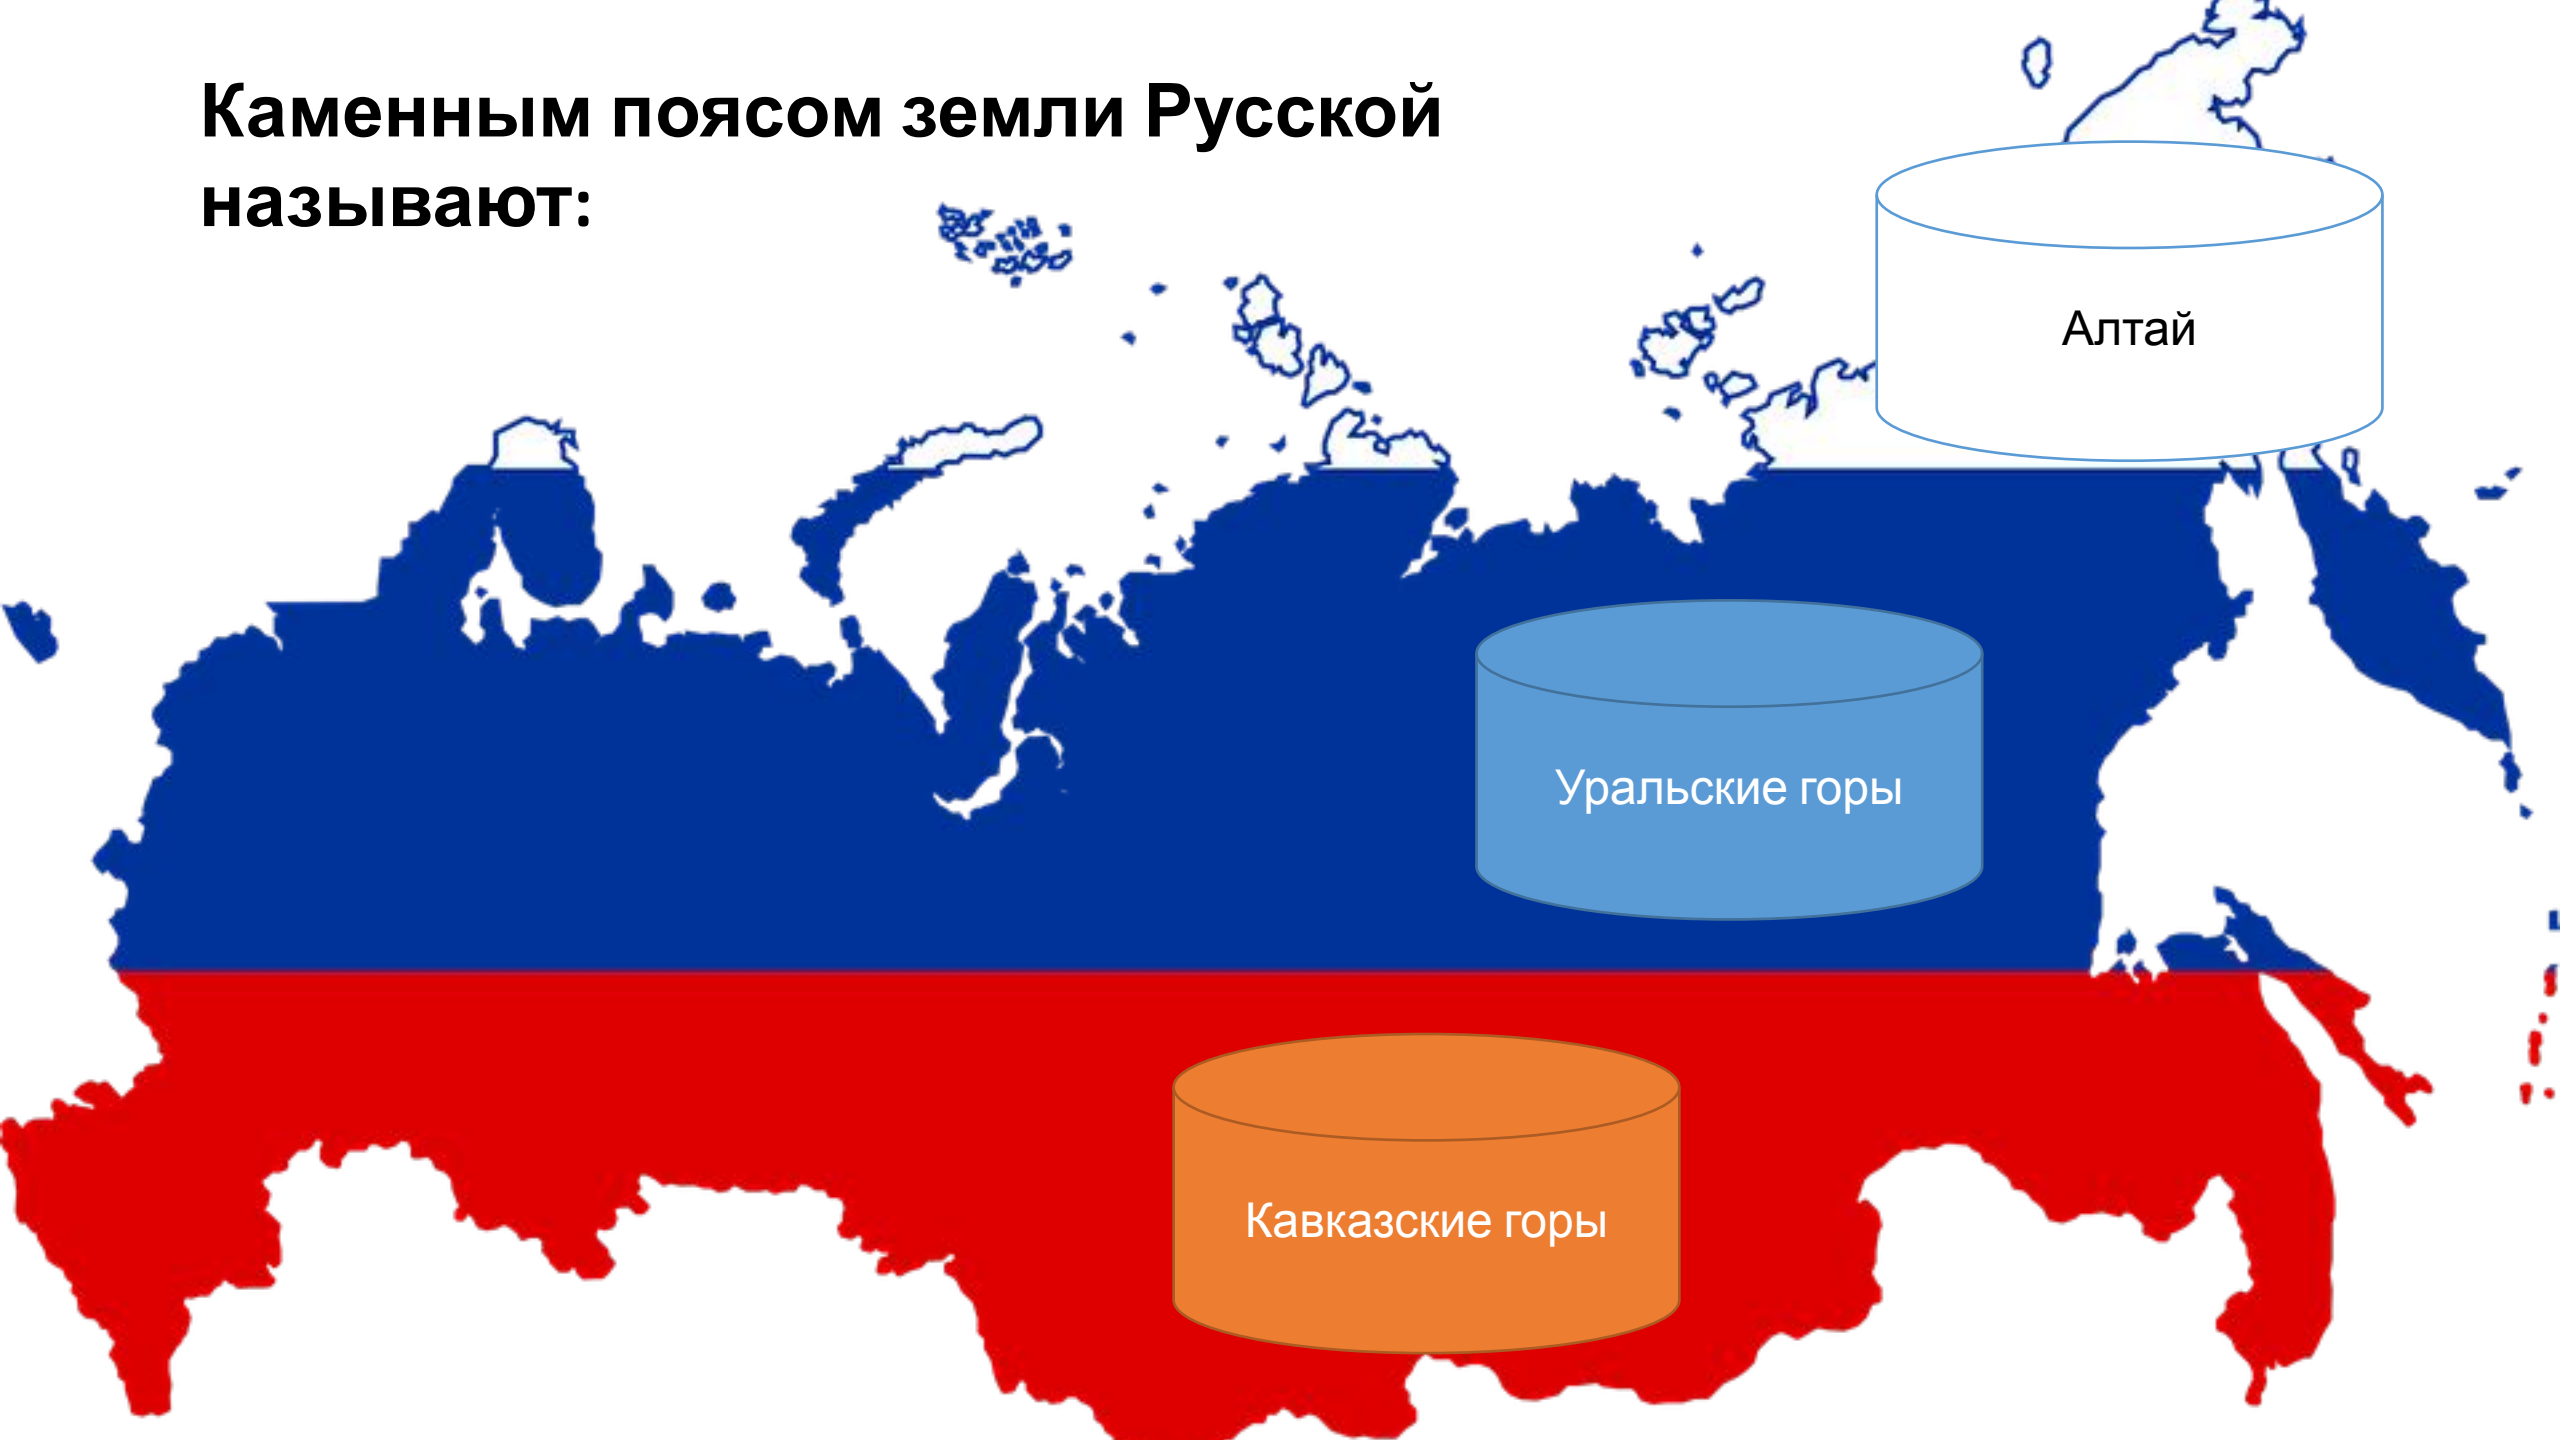 Каменным поясом земли Русской
называют:
Алтай
Уральские горы
Кавказские горы